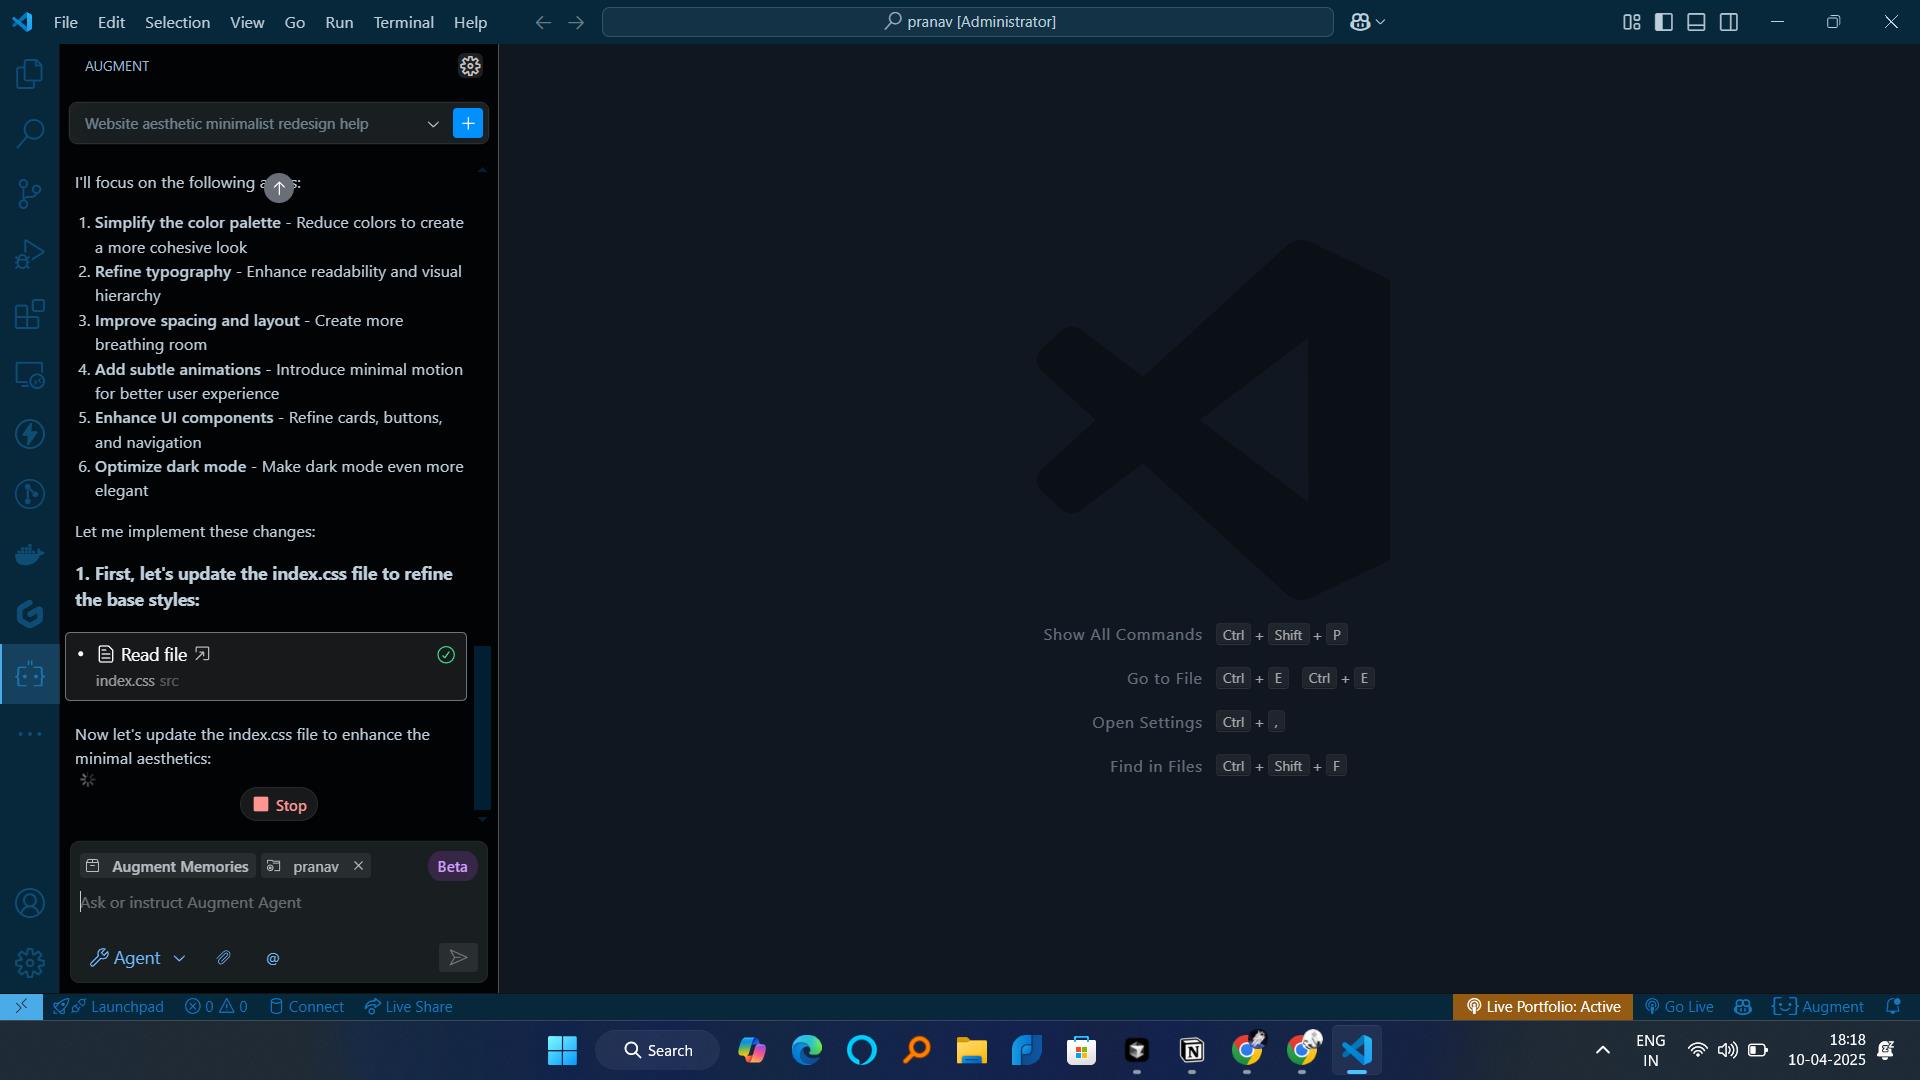 File Edit Selection View Go Run Terminal Help
pranav [Administrator]
AUGMENT
Website aesthetic minimalist redesign help
I'll focus on the following
1. Simplify the color palette - Reduce colors to create
a more cohesive look
2. Refine typography - Enhance readability and visual
hierarchy
3. Improve spacing and layout - Create more
breathing room
4. Add subtle animations - Introduce minimal motion
for better user experience
5. Enhance UI components - Refine cards, buttons,
and navigation
6. Optimize dark mode - Make dark mode even more
elegant
Let me implement these changes:
1. First, let's update the index.css file to refine
the base styles:
Read file
index.css src
Now let's update the index.css file to enhance the
minimal aesthetics:
Stop
Augment Memories pranav Beta
Ask or instruct Augment Agent
Agent @
Show All Commands Ctrl + Shift + P
Go to File Ctrl + E Ctrl + E
Open Settings Ctrl + ,
Find in Files Ctrl + Shift + F
Launchpad 0 0 Connect Live Share
Live Portfolio: Active Go Live Augment
Search
ENG
IN
18:18
10-04-2025